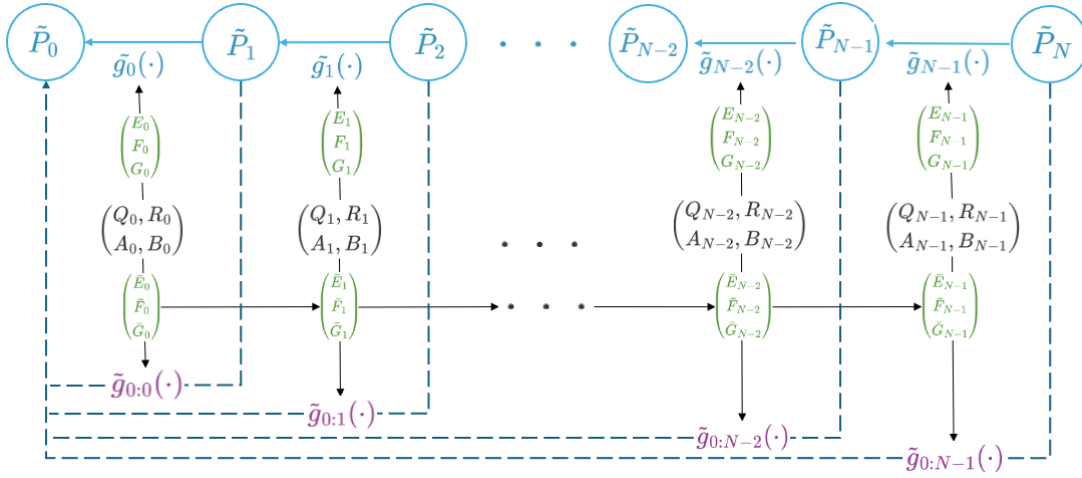 P̃₀ P̃₁ P̃₂ · · · P̃_{N−2} P̃_{N−1} P̃_N
g̃₀(·) g̃₁(·) g̃_{N−2}(·) g̃_{N−1}(·)
E₀ E₁ E_{N−2} E_{N−1}
F₀ F₁ F_{N−2} F_{N−1}
G₀ G₁ G_{N−2} G_{N−1}
Q₀, R₀ Q₁, R₁ Q_{N−2}, R_{N−2} Q_{N−1}, R_{N−1}
A₀, B₀ A₁, B₁ · · · A_{N−2}, B_{N−2} A_{N−1}, B_{N−1}
Ē₀ Ē₁ Ē_{N−2} Ē_{N−1}
F̄₀ F̄₁ · · · F̄_{N−2} F̄_{N−1}
Ḡ₀ Ḡ₁ Ḡ_{N−2} Ḡ_{N−1}
g̃_{0:0}(·)
g̃_{0:1}(·)
g̃_{0:N−2}(·)
g̃_{0:N−1}(·)